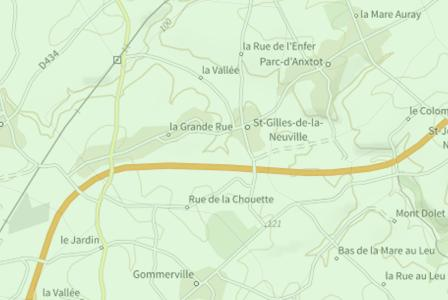 la Mare Auray
100
la Rue de l'Enfer
D434
Parc-d'Anxtot
la Vallée
le Colom
la Grande Rue
St-Gilles-de-la-
Neuville
St-J
N
Rue de la Chouette
Mont Dolet
121
le Jardin
Bas de la Mare au Leu
Gommerville
la Rue au Leu
la Vallée